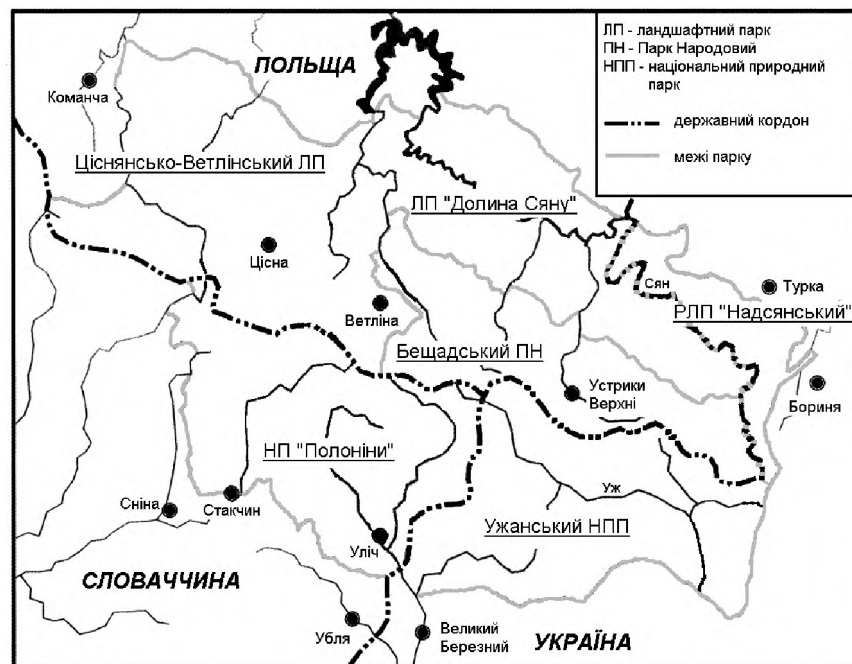 ЛП - ландшафтний парк
ПН - Парк Народовий
НПП - національний природний
парк
державний кордон
межі парку
ПОЛЬЩА
Команча
Ціснянсько-Ветлінський ЛП
ЛП "Долина Сяну"
Цісна
Сян
Турка
Ветліна
РЛП "Надсянський"
Бещадський ПН
Устрики
Верхні
Бориня
НП "Полоніни"
Сніна
Стакчин
Уж
Ужанський НПП
Уліч
СЛОВАЧЧИНА
Убля
Великий
Березний
УКРАЇНА